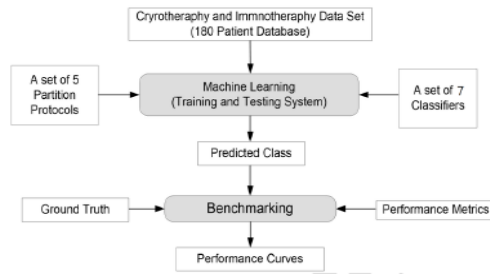 Cryrotheraphy and Immnotheraphy Data Set
(180 Patient Database)
A set of 5
Partition
Protocols
Machine Learning
(Training and Testing System)
A set of 7
Classifiers
Predicted Class
Ground Truth
Benchmarking
Performance Metrics
Performance Curves